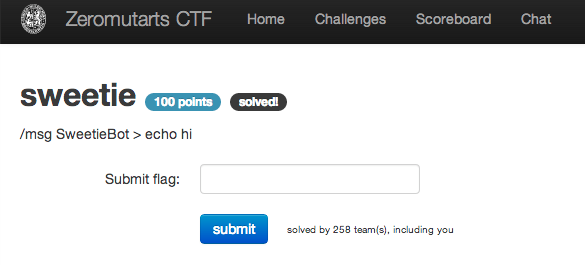 Zeromutarts CTF Home Challenges Scoreboard Chat
sweetie 100 points solved!
/msg SweetieBot > echo hi
Submit flag:
submit solved by 258 team(s), including you